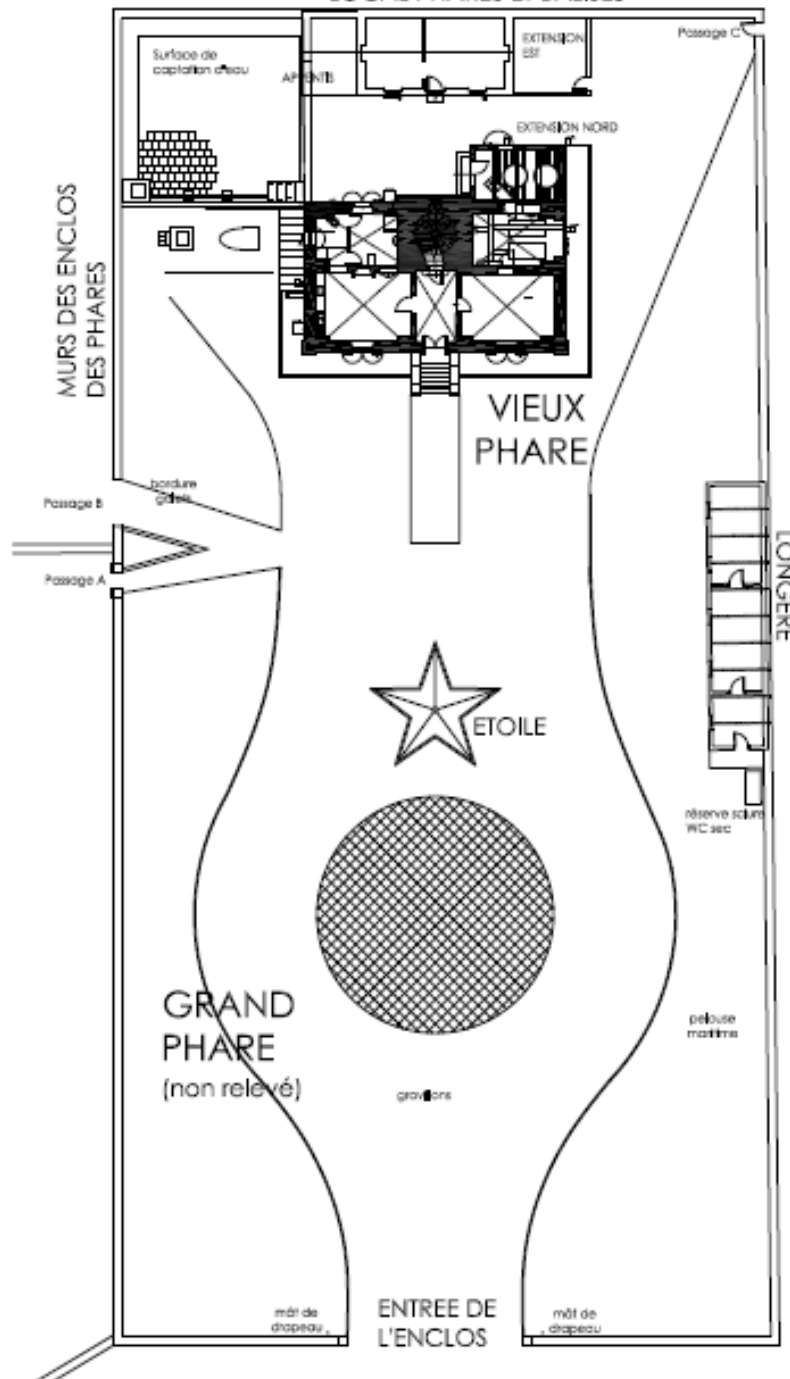 Surface de
captation d'eau
APPENTIS
EXTENSION
EST
Passage C
EXTENSION NORD
MURS DES ENCLOS
DES PHARES
VIEUX
PHARE
bordure
galets
Passage B
Passage A
LONGERE
ETOILE
réserve sciure
WC sec
GRAND
PHARE
(non relevé)
pelouse
maritime
gravillons
mât de
drapeau
ENTREE DE
L'ENCLOS
mât de
drapeau